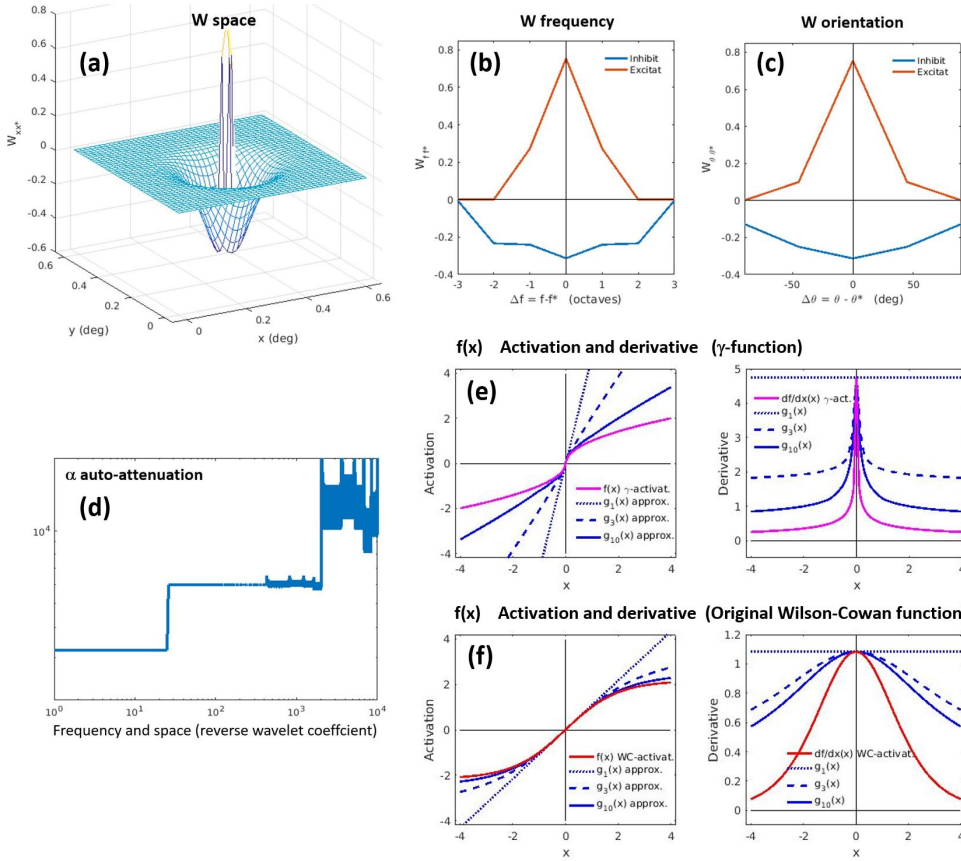 W space
(a)
0.8
0.6
0.4
0.2
0
-0.2
-0.4
-0.6
W_xx*
0.6
0.4
0.2
0
y (deg)
0
0.2
0.4
0.6
x (deg)
W frequency
(b)
Inhibit
Excitat
0.8
0.6
0.4
0.2
0
-0.2
-0.4
W_f f*
-3 -2 -1 0 1 2 3
Δf = f-f* (octaves)
W orientation
(c)
Inhibit
Excitat
0.8
0.6
0.4
0.2
0
-0.2
-0.4
W_θ θ*
-50 0 50
Δθ = θ - θ* (deg)
α auto-attenuation
(d)
10^4
10^0 10^1 10^2 10^3 10^4
Frequency and space (reverse wavelet coeffcient)
f(x) Activation and derivative (γ-function)
(e)
4
2
0
-2
-4
Activation
f(x) γ-activat.
g_1(x) approx.
g_3(x) approx.
g_10(x) approx.
-4 -2 0 2 4
x
5
4
3
2
1
0
Derivative
df/dx(x) γ-act.
g_1(x)
g_3(x)
g_10(x)
-4 -2 0 2 4
x
f(x) Activation and derivative (Original Wilson-Cowan function
(f)
4
2
0
-2
-4
Activation
f(x) WC-activat.
g_1(x) approx.
g_3(x) approx.
g_10(x) approx.
-4 -2 0 2 4
x
1.2
1
0.8
0.6
0.4
0.2
0
Derivative
df/dx(x) WC-activat.
g_1(x)
g_3(x)
g_10(x)
-4 -2 0 2 4
x